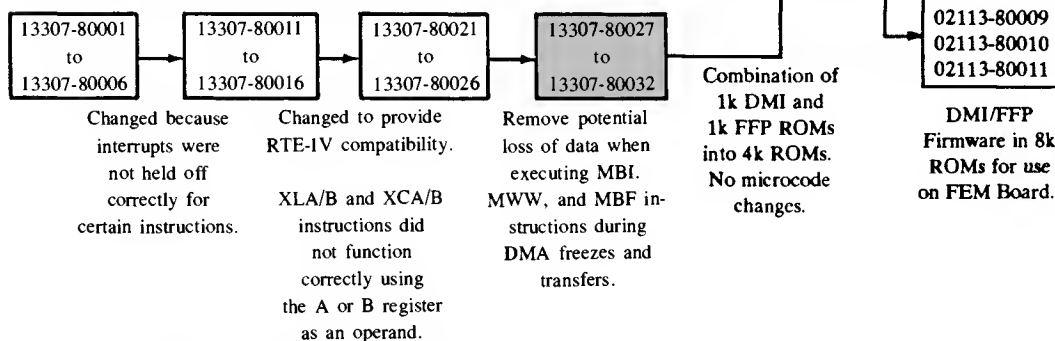 13307-80001
to
13307-80006
Changed because
interrupts were
not held off
correctly for
certain instructions.
13307-80011
to
13307-80016
Changed to provide
RTE-1V compatibility.
XLA/B and XCA/B
instructions did
not function
correctly using
the A or B register
as an operand.
13307-80021
to
13307-80026
Remove potential
loss of data when
executing MBI.
MWW, and MBF in-
structions during
DMA freezes and
transfers.
13307-80027
to
13307-80032
Combination of
1k DMI and
1k FFP ROMs
into 4k ROMs.
No microcode
changes.
02113-80009
02113-80010
02113-80011
DMI/FFP
Firmware in 8k
ROMs for use
on FEM Board.